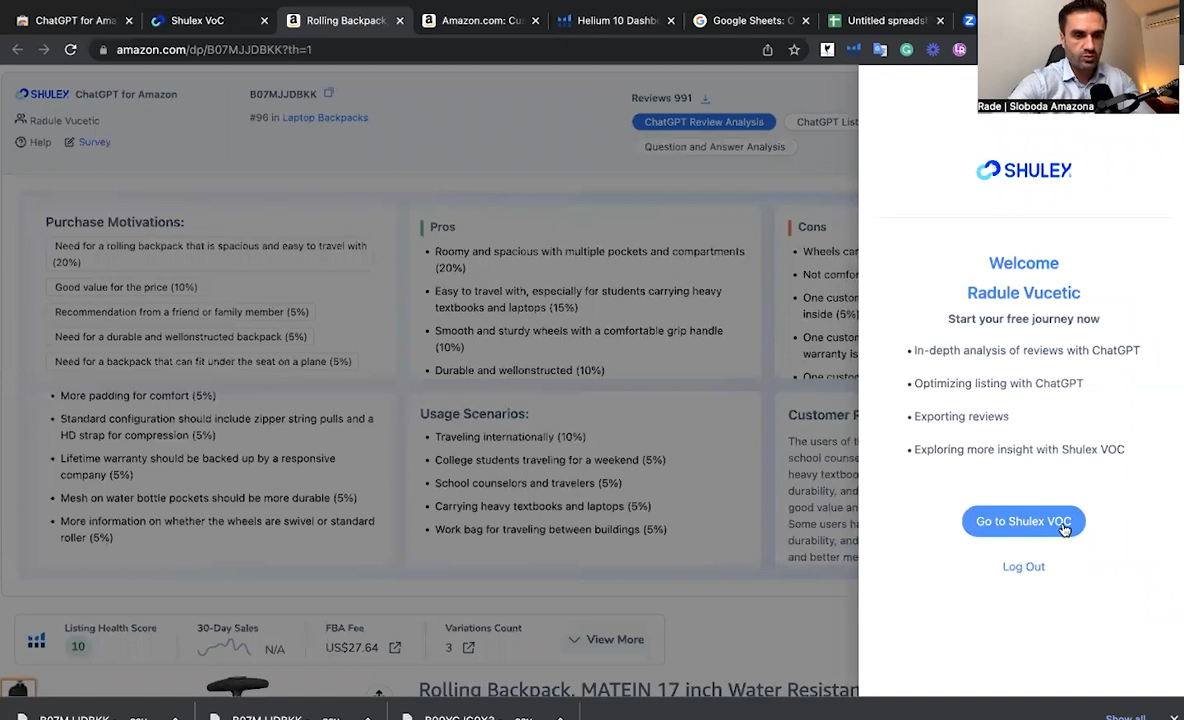 ChatGPT for Ama
Shulex VoC
Rolling Backpack
Amazon.com: Cus
Helium 10 Dashb
Google Sheets: O
Untitled spreads
amazon.com/dp/B07MJJDBKK?th=1
Rade | Sloboda Amazona
SHULEX ChatGPT for Amazon
Radule Vucetic
Help Survey
B07MJJDBKK
#96 in Laptop Backpacks
Reviews 991
ChatGPT Review Analysis
ChatGPT List
Question and Answer Analysis
Purchase Motivations:
Need for a rolling backpack that is spacious and easy to travel with
(20%)
Good value for the price (10%)
Recommendation from a friend or family member (5%)
Need for a durable and wellonstructed backpack (5%)
Need for a backpack that can fit under the seat on a plane (5%)
• More padding for comfort (5%)
• Standard configuration should include zipper string pulls and a
HD strap for compression (5%)
• Lifetime warranty should be backed up by a responsive
company (5%)
• Mesh on water bottle pockets should be more durable (5%)
• More information on whether the wheels are swivel or standard
roller (5%)
Pros
• Roomy and spacious with multiple pockets and compartments
(20%)
• Easy to travel with, especially for students carrying heavy
textbooks and laptops (15%)
• Smooth and sturdy wheels with a comfortable grip handle
(10%)
• Durable and wellonstructed (10%)
Usage Scenarios:
• Traveling internationally (10%)
• College students traveling for a weekend (5%)
• School counselors and travelers (5%)
• Carrying heavy textbooks and laptops (5%)
• Work bag for traveling between buildings (5%)
Cons
• Wheels ca
• Not comfor
• One custom
inside (5%)
• One custom
warranty is
Customer P
The users of t
school counse
heavy textboo
durability, and
good value an
Some users ha
durability, and
and better me
SHULEX
Welcome
Radule Vucetic
Start your free journey now
• In-depth analysis of reviews with ChatGPT
• Optimizing listing with ChatGPT
• Exporting reviews
• Exploring more insight with Shulex VOC
Go to Shulex VOC
Log Out
Listing Health Score
10
30-Day Sales
N/A
FBA Fee
US$27.64
Variations Count
3
View More
Rolling Backpack, MATEIN 17 inch Water Resistan
Show all